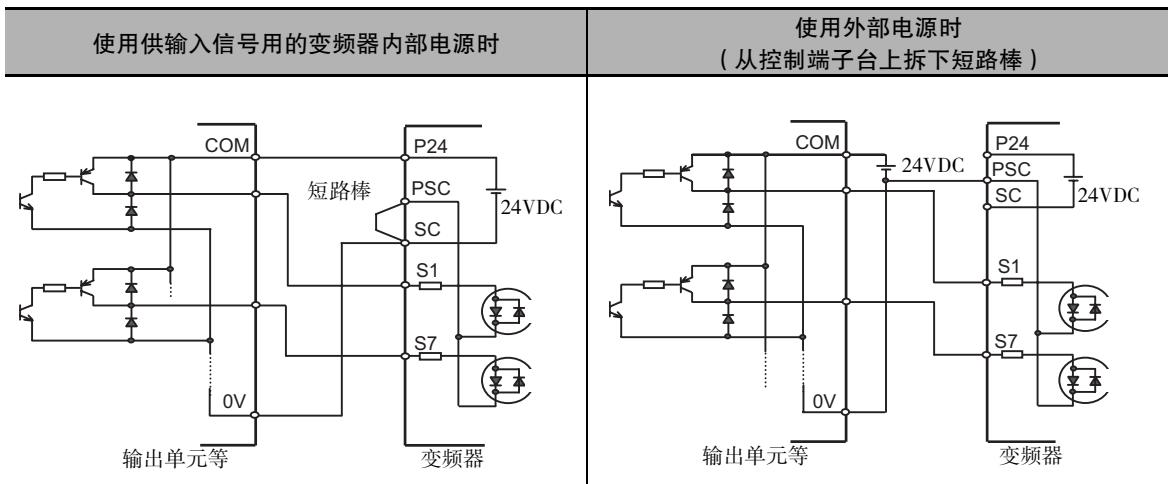 使用供输入信号用的变频器内部电源时
使用外部电源时
(从控制端子台上拆下短路棒)
COM
P24
短路棒
PSC
24VDC
SC
S1
S7
0V
输出单元等
变频器
COM
24VDC
P24
PSC
SC
24VDC
S1
S7
0V
输出单元等
变频器